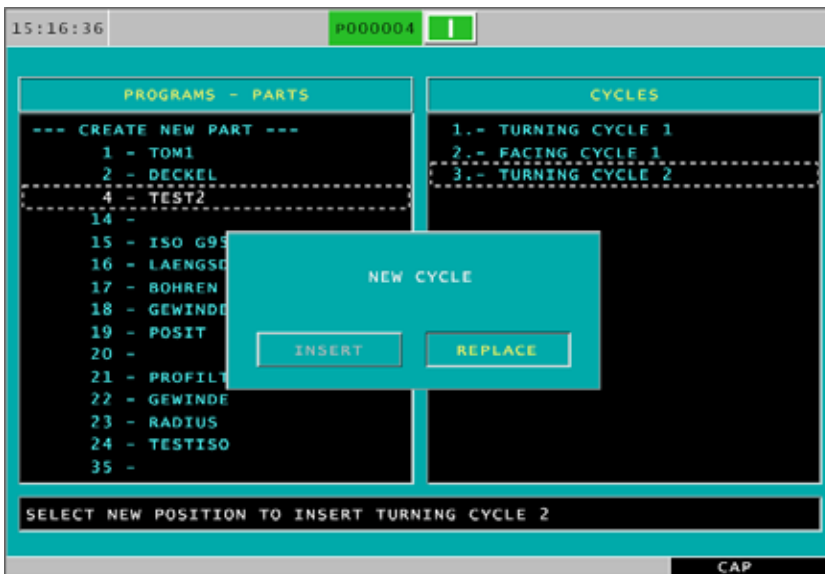 15:16:36 P000004
PROGRAMS - PARTS
--- CREATE NEW PART ---
1 - TOM1
2 - DECKEL
4 - TEST2
14 -
15 - ISO G95
16 - LAENGSD
17 - BOHREN
18 - GEWINDE
19 - POSIT
20 -
21 - PROFILT
22 - GEWINDE
23 - RADIUS
24 - TESTISO
35 -
CYCLES
1.- TURNING CYCLE 1
2.- FACING CYCLE 1
3.- TURNING CYCLE 2
NEW CYCLE
INSERT REPLACE
SELECT NEW POSITION TO INSERT TURNING CYCLE 2
CAP